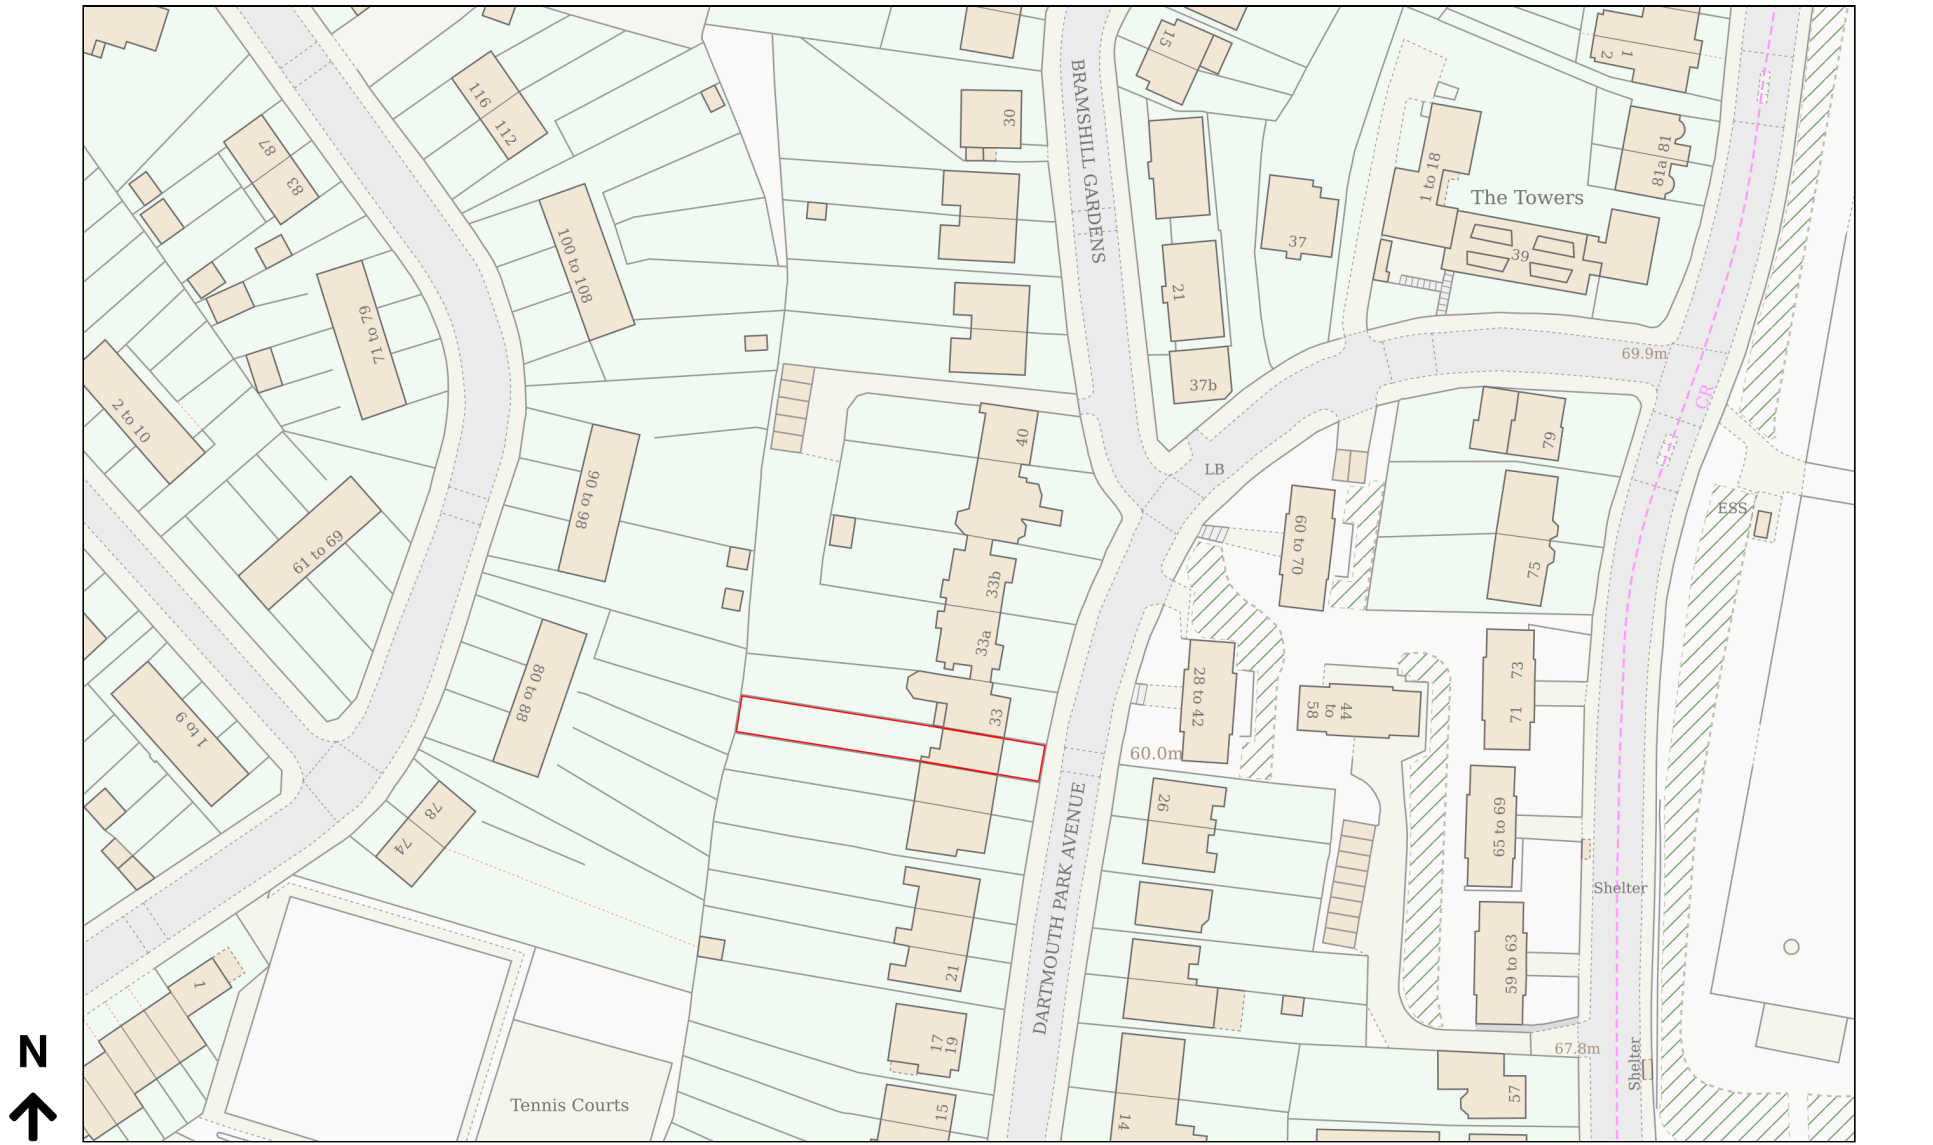 15
1
2
BRAMSHILL GARDENS
116
112
30
87
83
81
81a
1 to 18
The Towers
37
39
100 to 108
21
71 to 79
69.9m
37b
CR
2 to 10
40
79
LB
90 to 98
ESS
60 to 70
61 to 69
33b
75
33a
28 to 42
44
to
58
73
71
80 to 88
33
1 to 9
60.0m
DARTMOUTH PARK AVENUE
26
78
74
65 to 69
Shelter
21
59 to 63
1
N
17
19
67.8m
Shelter
57
Tennis Courts
15
14